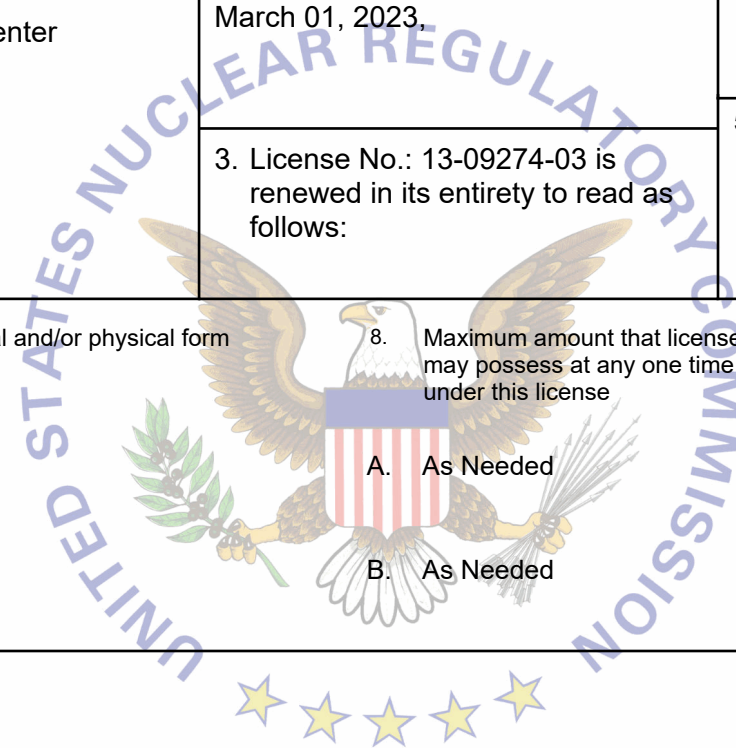 enter
March 01, 2023,
3. License No.: 13-09274-03 is
renewed in its entirety to read as
follows:
and/or physical form
8. Maximum amount that license
may possess at any one time
under this license
A. As Needed
B. As Needed
UNITED STATES NUCLEAR REGULATORY COMMISSION